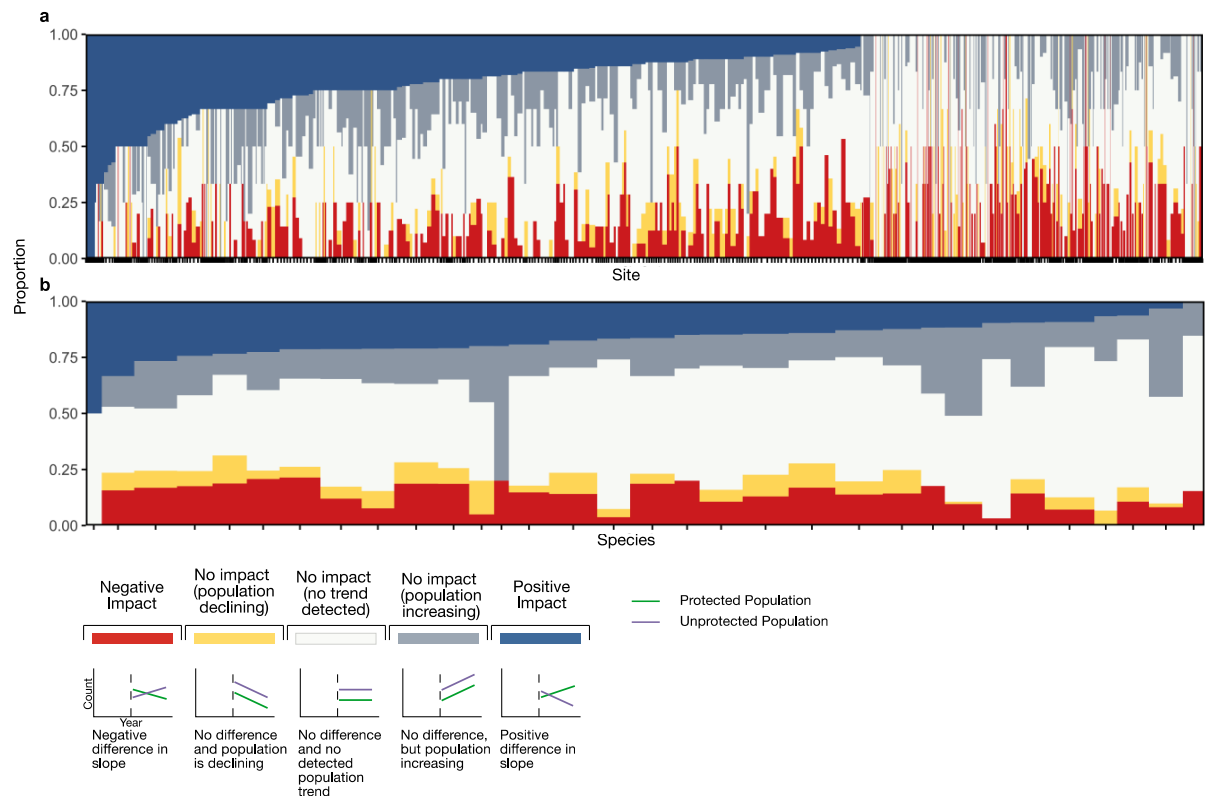 a
1.00
0.75
0.50
0.25
0.00
Site
Proportion
b
1.00
0.75
0.50
0.25
0.00
Species
Negative
Impact
No impact
(population
declining)
No impact
(no trend
detected)
No impact
(population
increasing)
Positive
Impact
Protected Population
Unprotected Population
Count
Year
Negative
difference in
slope
No difference
and population
is declining
No difference
and no
detected
population
trend
No difference,
but population
increasing
Positive
difference in
slope